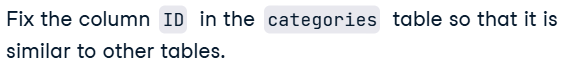 Fix the column ID in the categories table so that it is
similar to other tables.